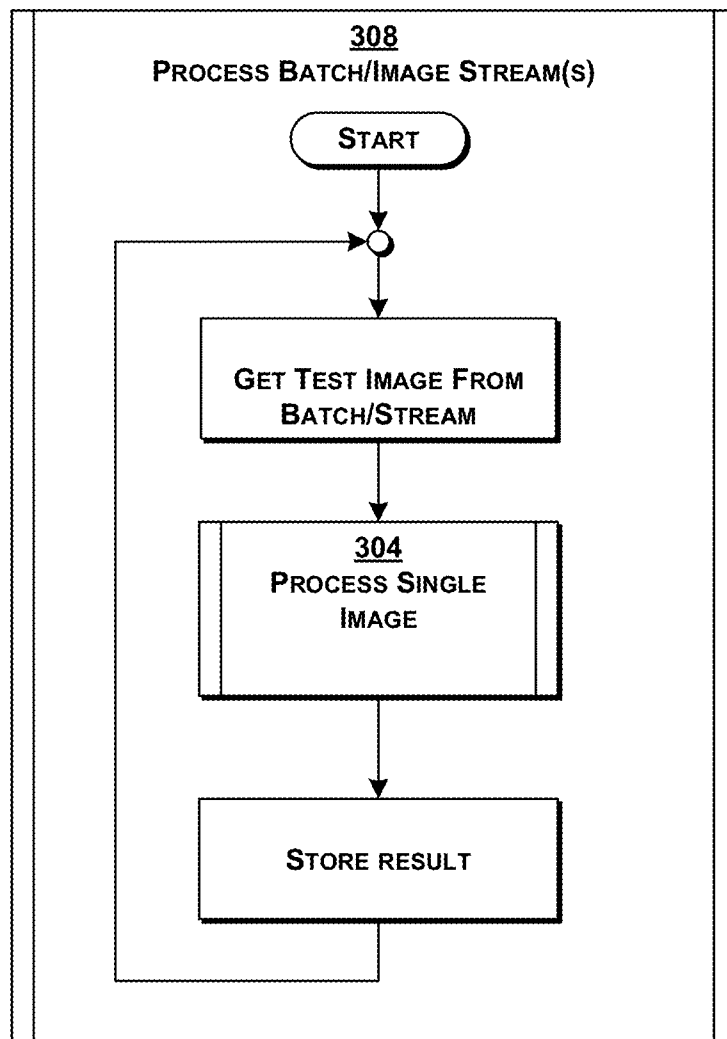 308
PROCESS BATCH/IMAGE STREAM(S)
START
GET TEST IMAGE FROM
BATCH/STREAM
304
PROCESS SINGLE
IMAGE
STORE RESULT